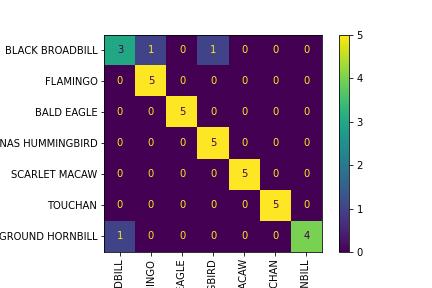 BLACK BROADBILL 3 1 0 1 0 0 0
FLAMINGO 0 5 0 0 0 0 0
BALD EAGLE 0 0 5 0 0 0 0
NAS HUMMINGBIRD 0 0 0 5 0 0 0
SCARLET MACAW 0 0 0 0 5 0 0
TOUCHAN 0 0 0 0 0 5 0
GROUND HORNBILL 1 0 0 0 0 0 4
DBILL
INGO
EAGLE
GBIRD
ACAW
CHAN
NBILL
5
4
3
2
1
0